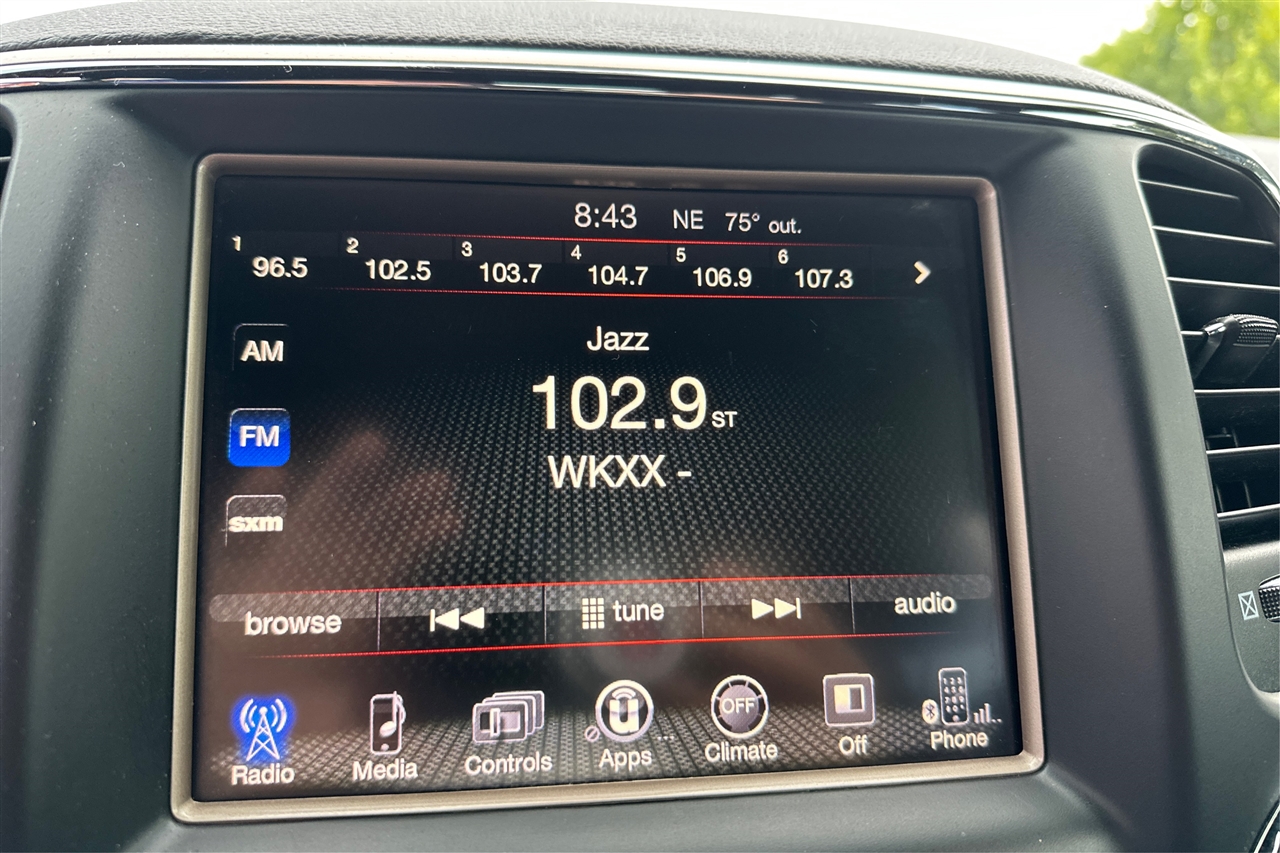 8:43 NE 75° out.
1 96.5 2 102.5 3 103.7 4 104.7 5 106.9 6 107.3
Jazz
AM
102.9 ST
FM
WKXX -
sxm
browse tune audio
OFF
Radio Media Controls Apps Climate Off Phone